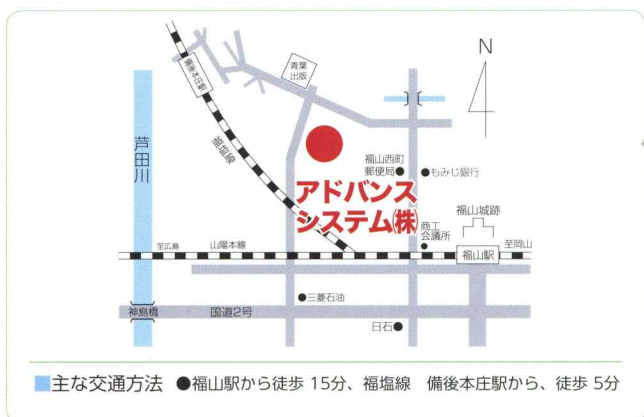 N
青葉
出版
備後本庄駅
芦田川
福塩線
福山西町
郵便局●
●もみじ銀行
アドバンス
システム㈱
福山城跡
商工
会議所
至広島
山陽本線
福山駅
至岡山
●三菱石油
神島橋
国道2号
日石●
■主な交通方法 ●福山駅から徒歩 15分、福塩線 備後本庄駅から、徒歩 5分